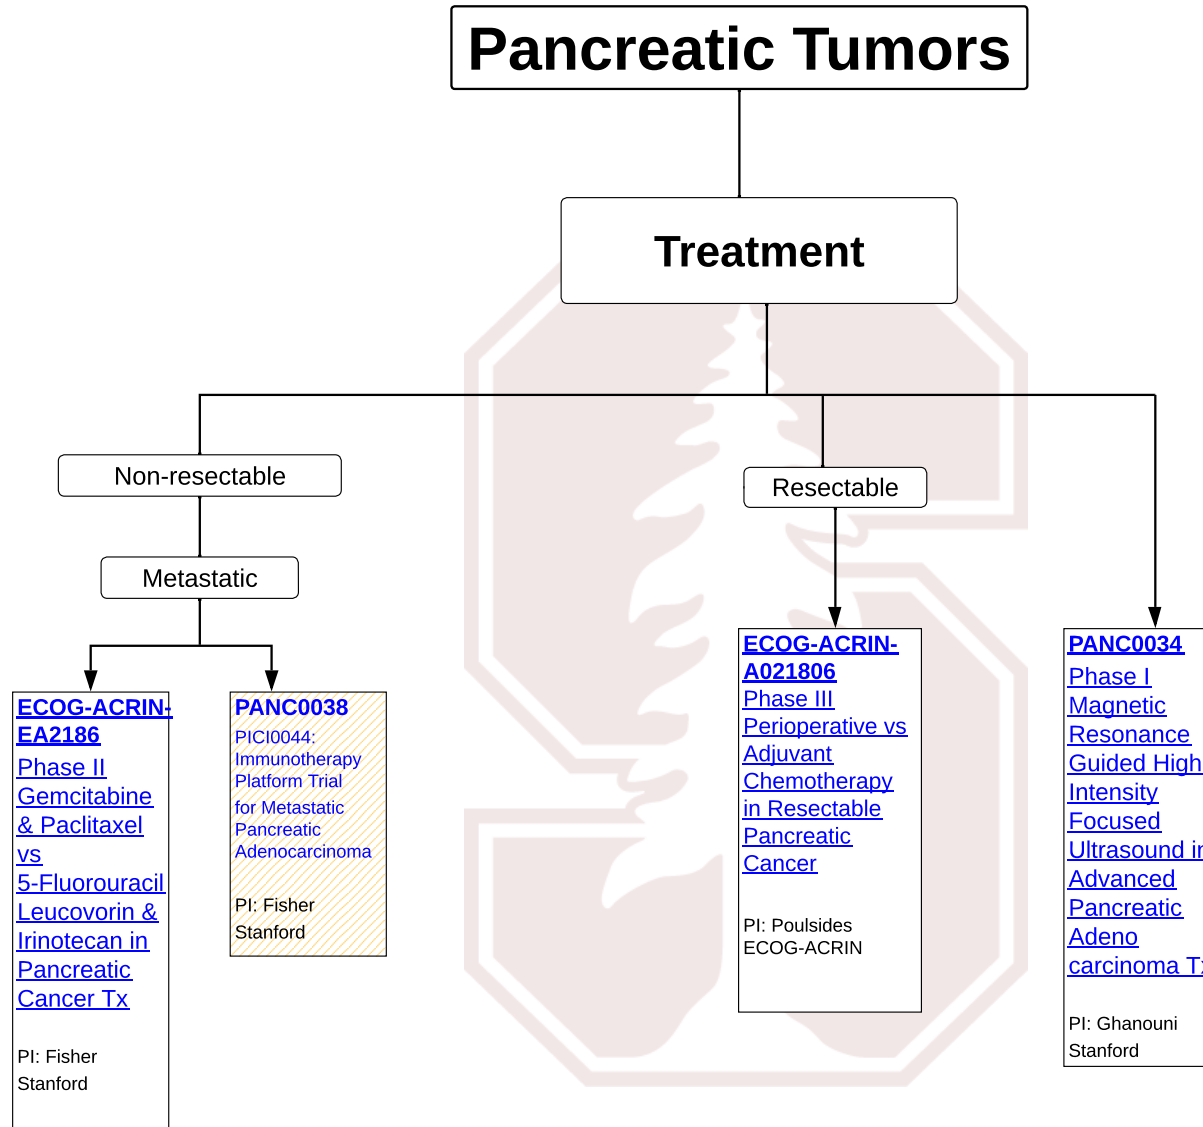 Pancreatic Tumors
Treatment
Non-resectable
Resectable
Metastatic
ECOG-ACRIN-
EA2186
Phase II
Gemcitabine
& Paclitaxel
vs
5-Fluorouracil
Leucovorin &
Irinotecan in
Pancreatic
Cancer Tx
PI: Fisher
Stanford
PANC0038
PICI0044:
Immunotherapy
Platform Trial
for Metastatic
Pancreatic
Adenocarcinoma
PI: Fisher
Stanford
ECOG-ACRIN-
A021806
Phase III
Perioperative vs
Adjuvant
Chemotherapy
in Resectable
Pancreatic
Cancer
PI: Poulsides
ECOG-ACRIN
PANC0034
Phase I
Magnetic
Resonance
Guided High
Intensity
Focused
Ultrasound in
Advanced
Pancreatic
Adeno
carcinoma Tx
PI: Ghanouni
Stanford